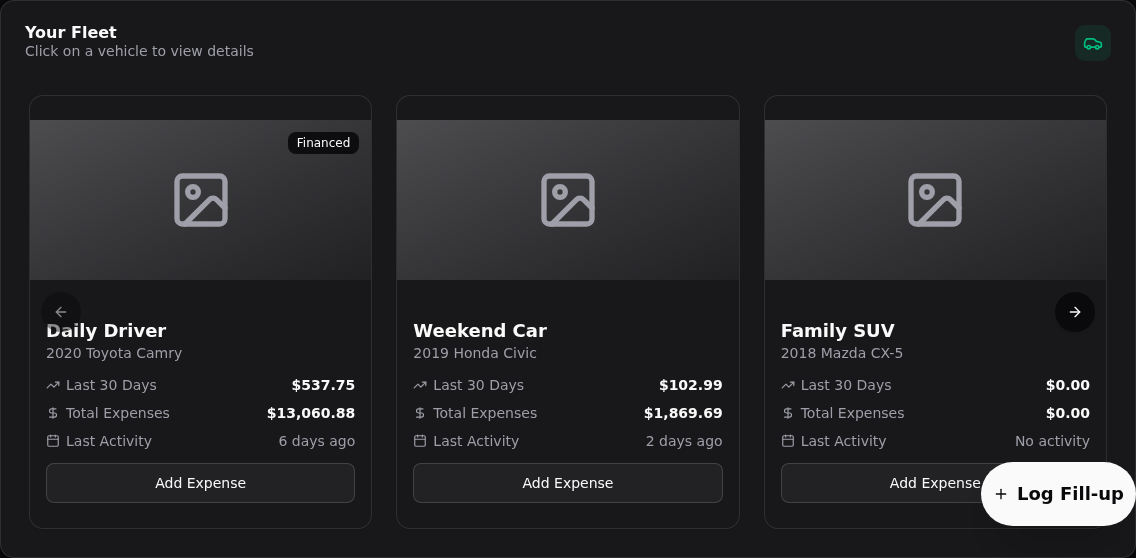 Your Fleet
Click on a vehicle to view details
Financed
Daily Driver
2020 Toyota Camry
Last 30 Days $537.75
Total Expenses $13,060.88
Last Activity 6 days ago
Add Expense
Weekend Car
2019 Honda Civic
Last 30 Days $102.99
Total Expenses $1,869.69
Last Activity 2 days ago
Add Expense
Family SUV
2018 Mazda CX-5
Last 30 Days $0.00
Total Expenses $0.00
Last Activity No activity
Add Expense
+ Log Fill-up